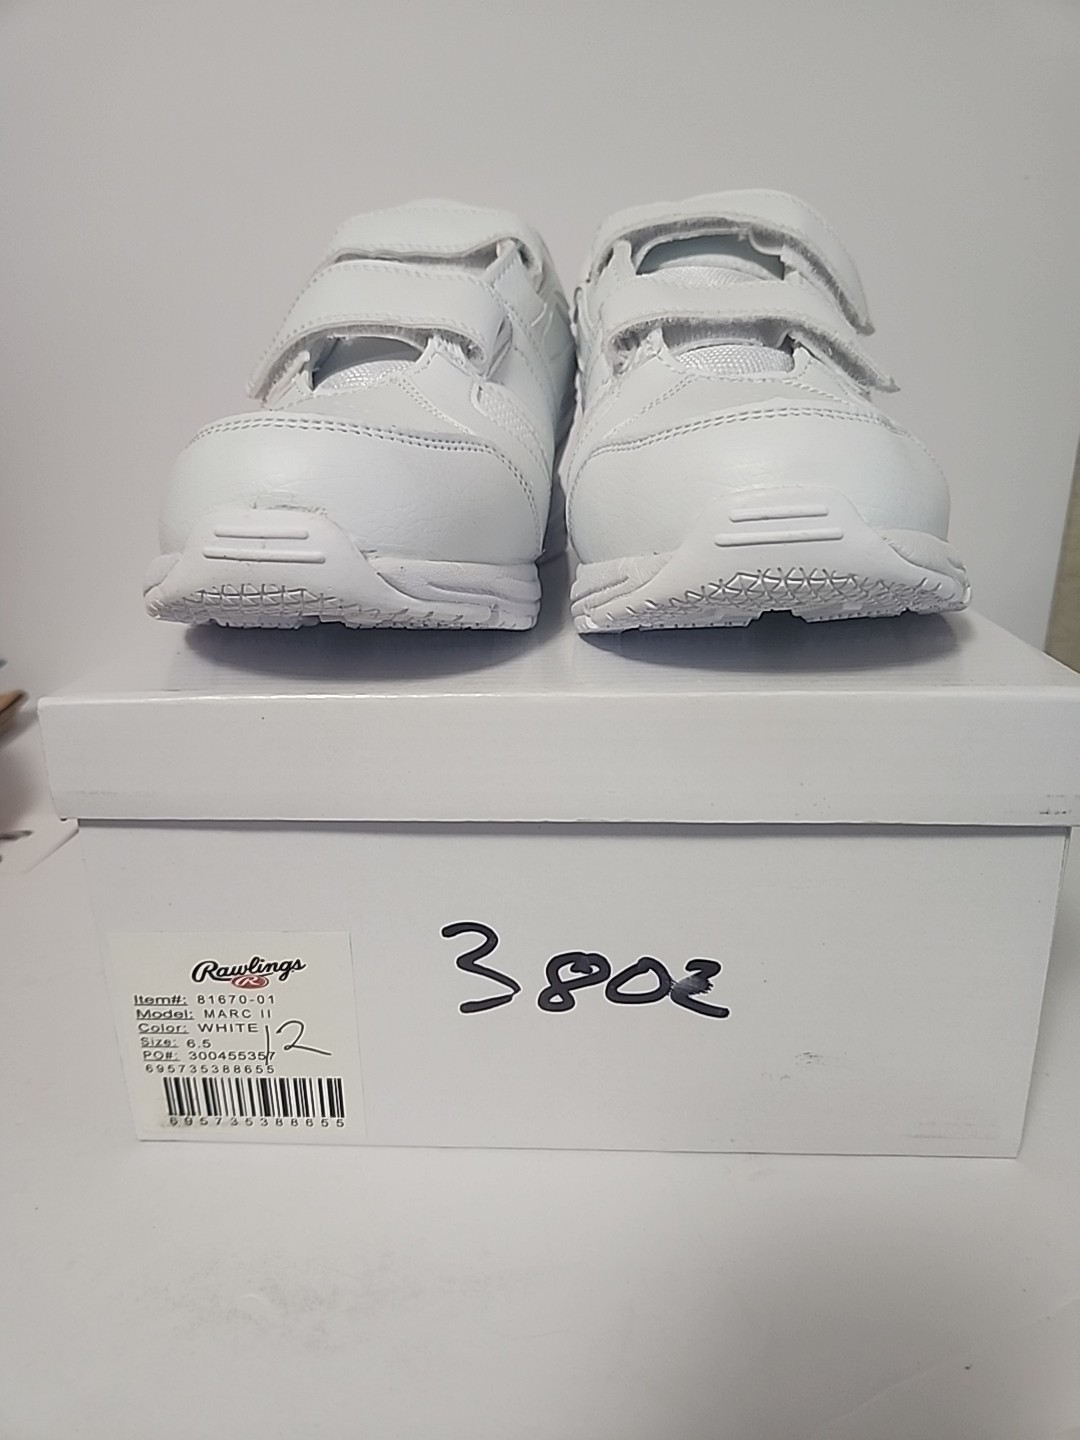 3802
Rawlings
R
Item#: 81670-01
Model: MARC II
Color: WHITE
12
Size: 6.5
PO#: 300455357
695735388655
695735388655